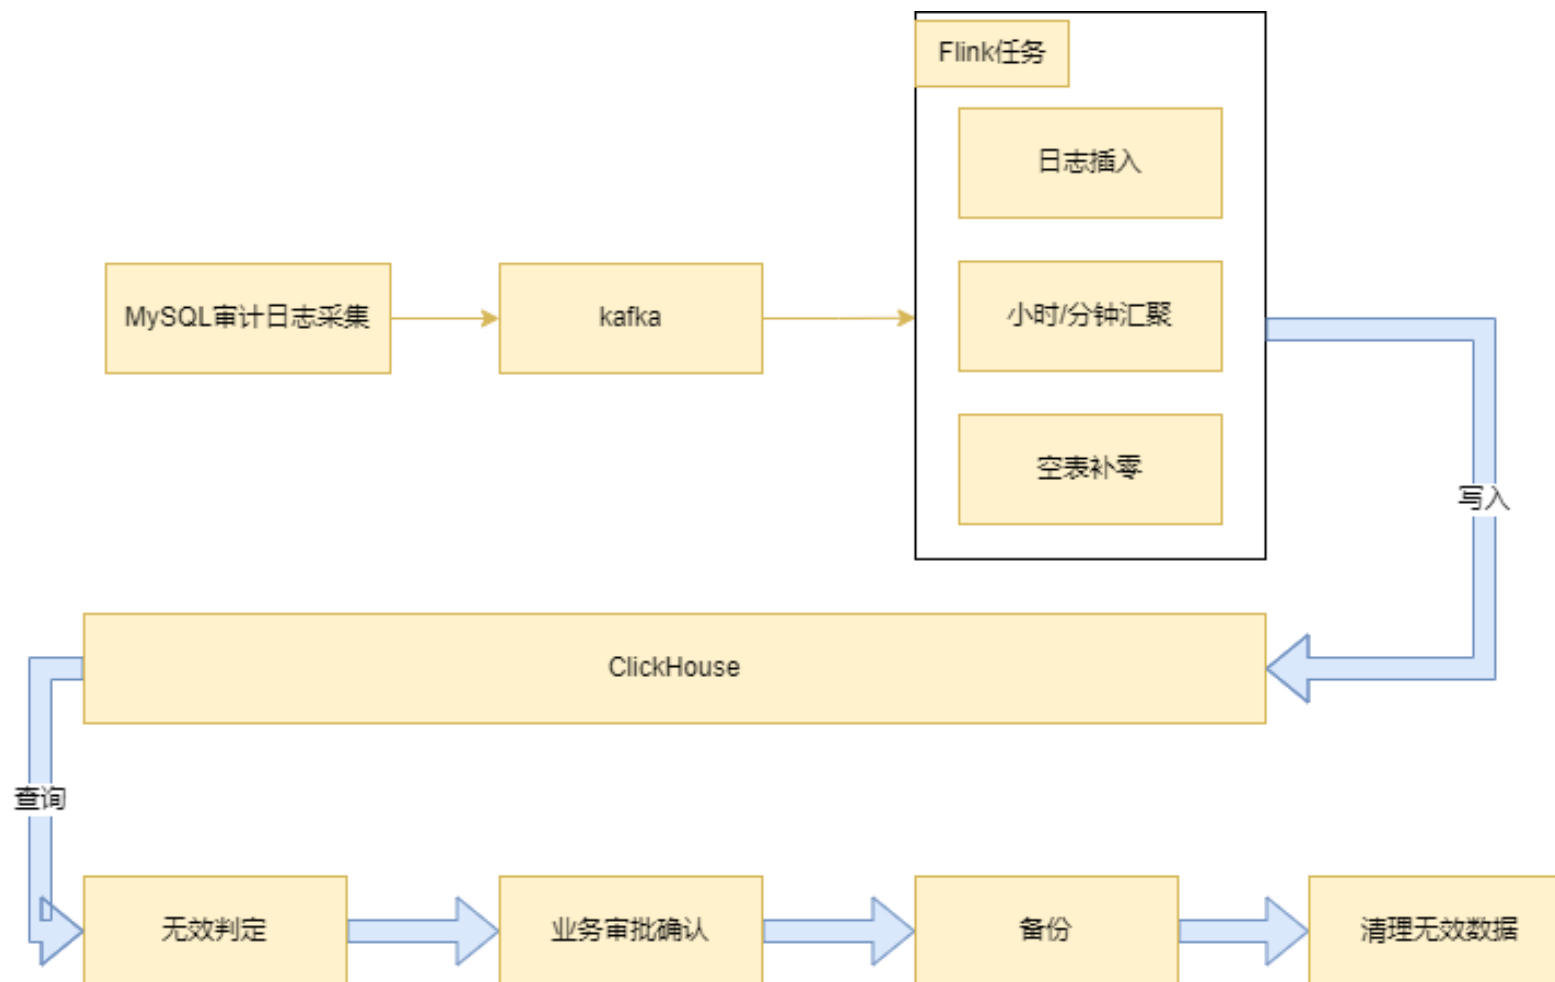 Flink任务
日志插入
MySQL审计日志采集
kafka
小时/分钟汇聚
空表补零
写入
ClickHouse
查询
无效判定
业务审批确认
备份
清理无效数据